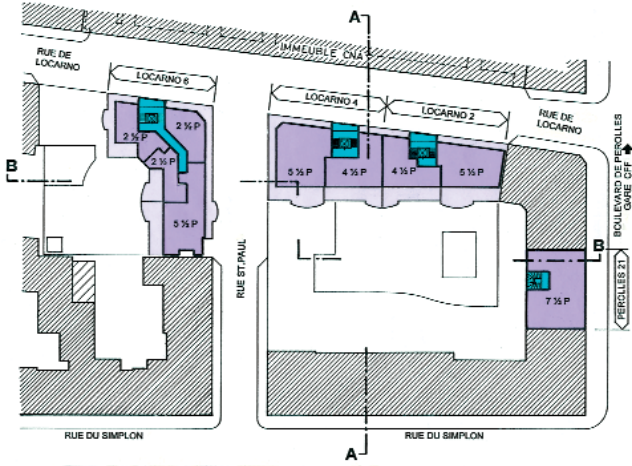 A
RUE DE
LOCARNO
IMMEUBLE CNA
LOCARNO 6
LOCARNO 4
LOCARNO 2
RUE DE
LOCARNO
BOULEVARD DE PEROLLES
GARE CFF
2 ½ P
2 ½ P
2 ½ P
5 ½ P
B
5 ½ P
4 ½ P
4 ½ P
5 ½ P
B
RUE ST.PAUL
7 ½ P
PEROLLES 21
RUE DU SIMPLON
RUE DU SIMPLON
A